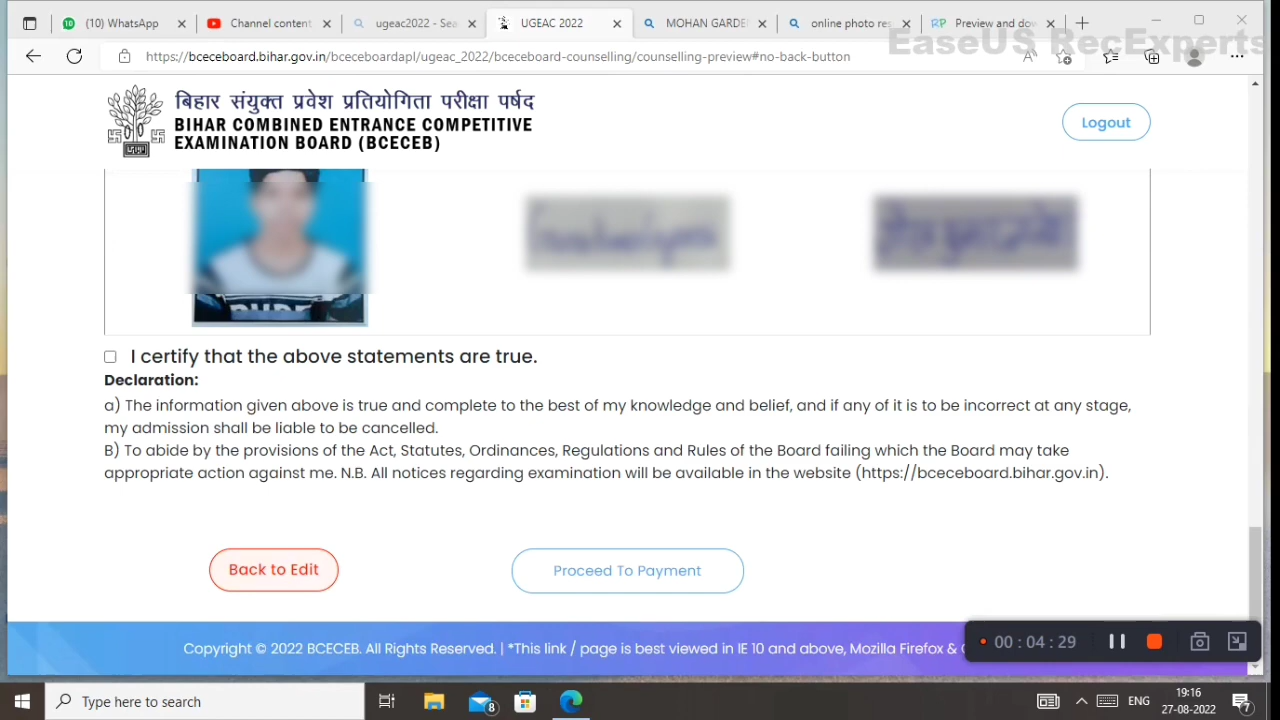 (10) WhatsApp
Channel content
ugeac2022 - Sea
UGEAC 2022
MOHAN GARDE
online photo res
Preview and dow
EaseUS RecExperts
https://bceceboard.bihar.gov.in/bceceboardapl/ugeac_2022/bceceboard-counselling/counselling-preview#no-back-button
बिहार संयुक्त प्रवेश प्रतियोगिता परीक्षा पर्षद
BIHAR COMBINED ENTRANCE COMPETITIVE
EXAMINATION BOARD (BCECEB)
Logout
I certify that the above statements are true.
Declaration:
a) The information given above is true and complete to the best of my knowledge and belief, and if any of it is to be incorrect at any stage,
my admission shall be liable to be cancelled.
B) To abide by the provisions of the Act, Statutes, Ordinances, Regulations and Rules of the Board failing which the Board may take
appropriate action against me. N.B. All notices regarding examination will be available in the website (https://bceceboard.bihar.gov.in).
Back to Edit
Proceed To Payment
Copyright © 2022 BCECEB. All Rights Reserved. | *This link / page is best viewed in IE 10 and above, Mozilla Firefox &
00 : 04 : 29
Type here to search
8
ENG
19:16
27-08-2022
7